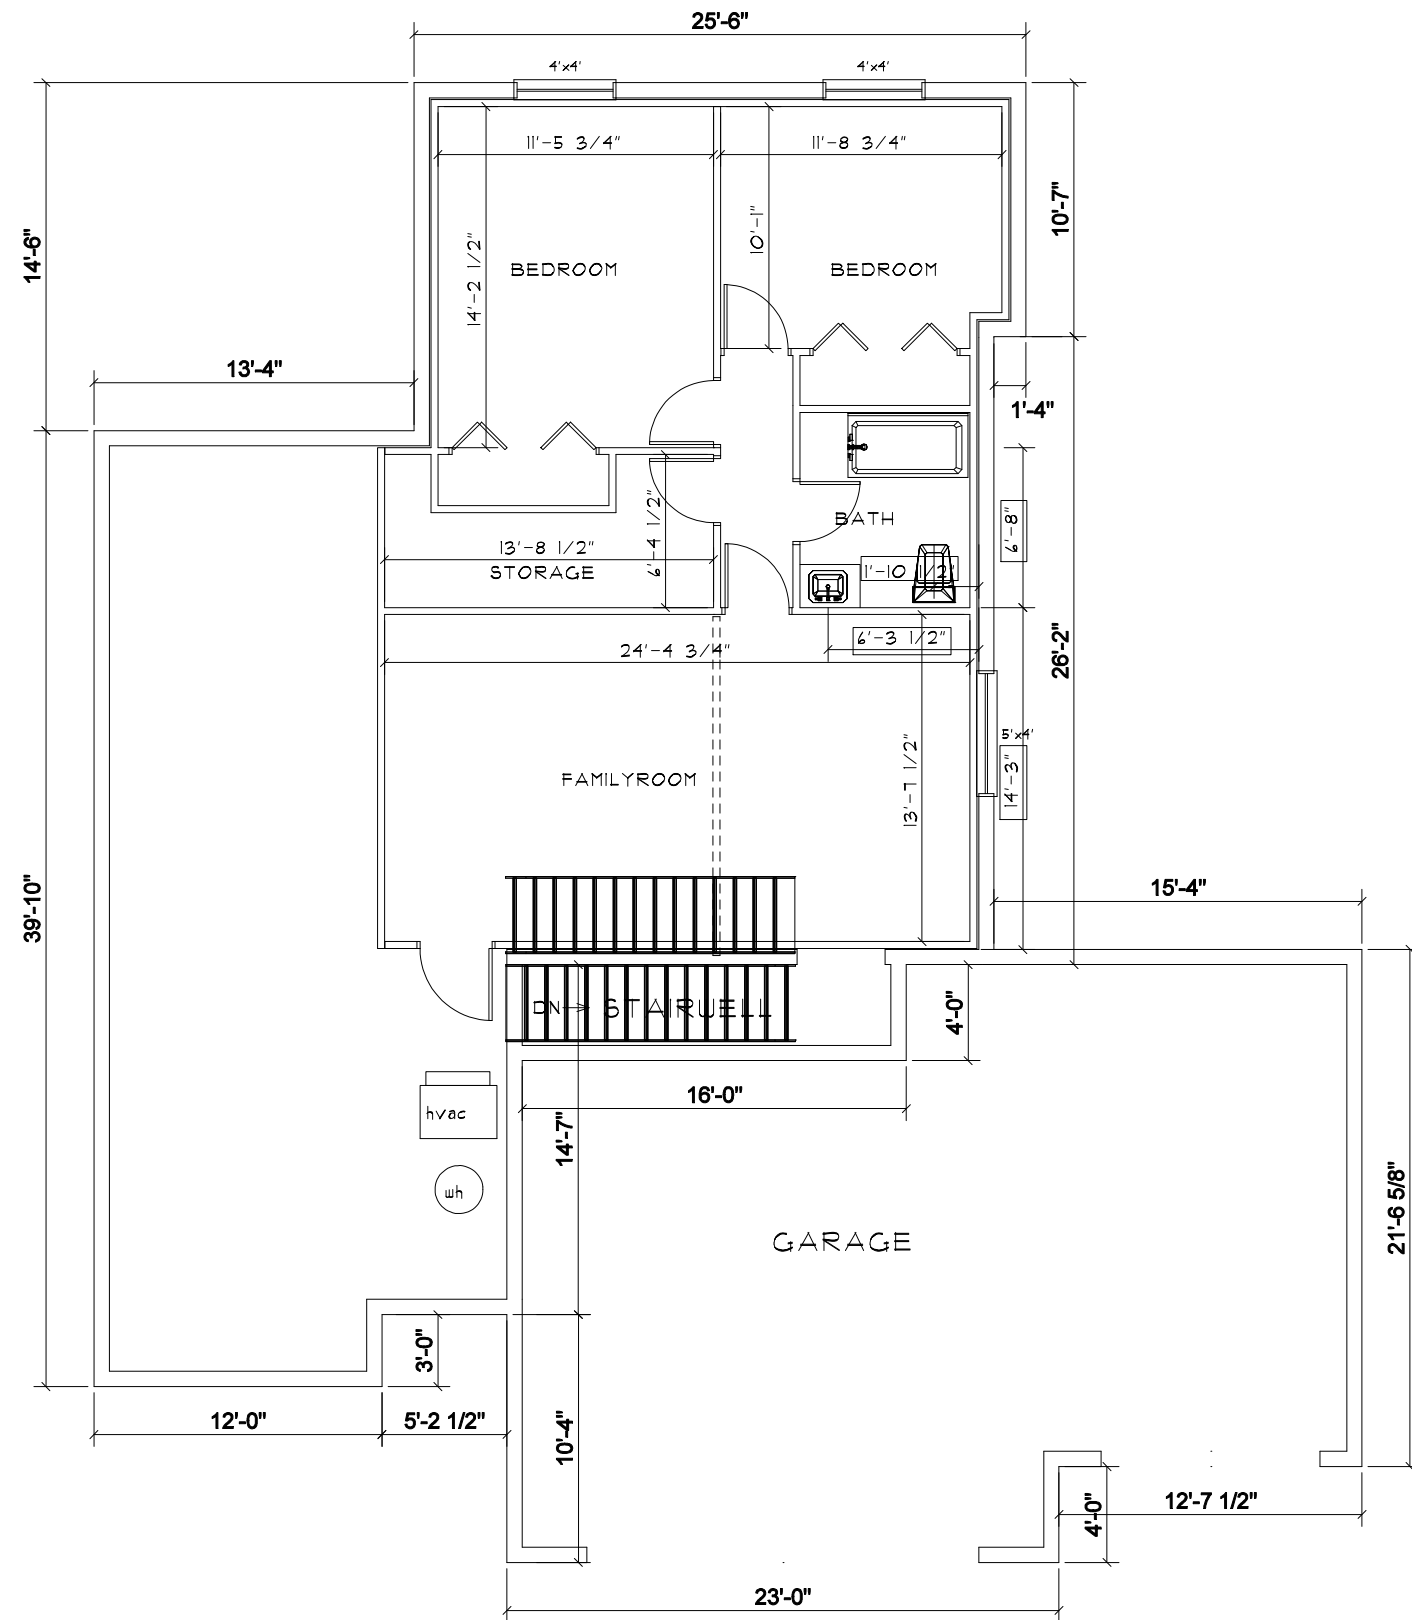 25'-6"
4'x4'
4'x4'
11'-5 3/4"
11'-8 3/4"
10'-7"
14'-6"
10'-1"
14'-2 1/2"
BEDROOM
BEDROOM
13'-4"
1'-4"
6'-4 1/2"
BATH
6'-8"
13'-8 1/2"
STORAGE
1'-10 1/2"
6'-3 1/2"
24'-4 3/4"
26'-2"
5'x4'
FAMILYROOM
13'-7 1/2"
14'-3"
39'-10"
15'-4"
DN
STAIRWELL
4'-0"
16'-0"
hvac
14'-7"
wh
21'-6 5/8"
GARAGE
3'-0"
12'-0"
5'-2 1/2"
10'-4"
4'-0"
12'-7 1/2"
23'-0"